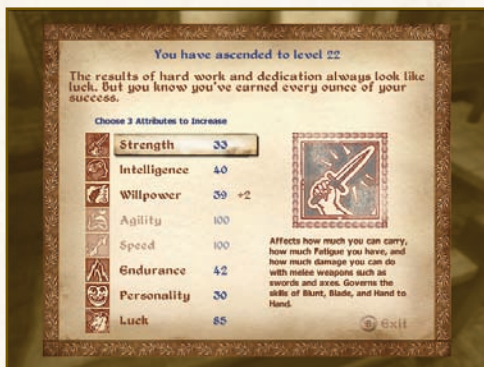 You have ascended to level 22
The results of hard work and dedication always look like
luck. But you know you've earned every ounce of your
success.
Choose 3 Attributes to Increase
Strength 33
Intelligence 40
Willpower 39 +2
Agility 100
Speed 100
Endurance 42
Personality 30
Luck 85
Affects how much you can carry,
how much Fatigue you have, and
how much damage you can do
with melee weapons such as
swords and axes. Governs the
skills of Blunt, Blade, and Hand to
Hand.
B Exit